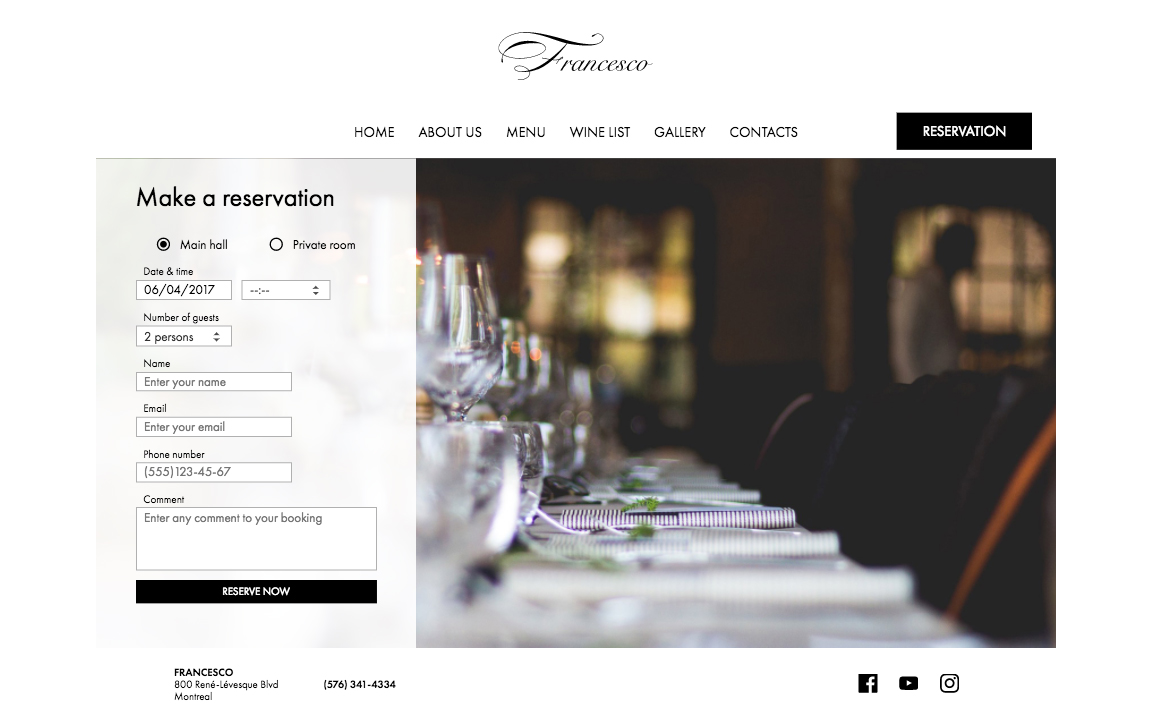 Francesco
HOME ABOUT US MENU WINE LIST GALLERY CONTACTS RESERVATION
Make a reservation
Main hall Private room
Date & time
06/04/2017 --:--
Number of guests
2 persons
Name
Enter your name
Email
Enter your email
Phone number
(555)123-45-67
Comment
Enter any comment to your booking
RESERVE NOW
FRANCESCO
800 René-Lévesque Blvd (576) 341-4334
Montreal